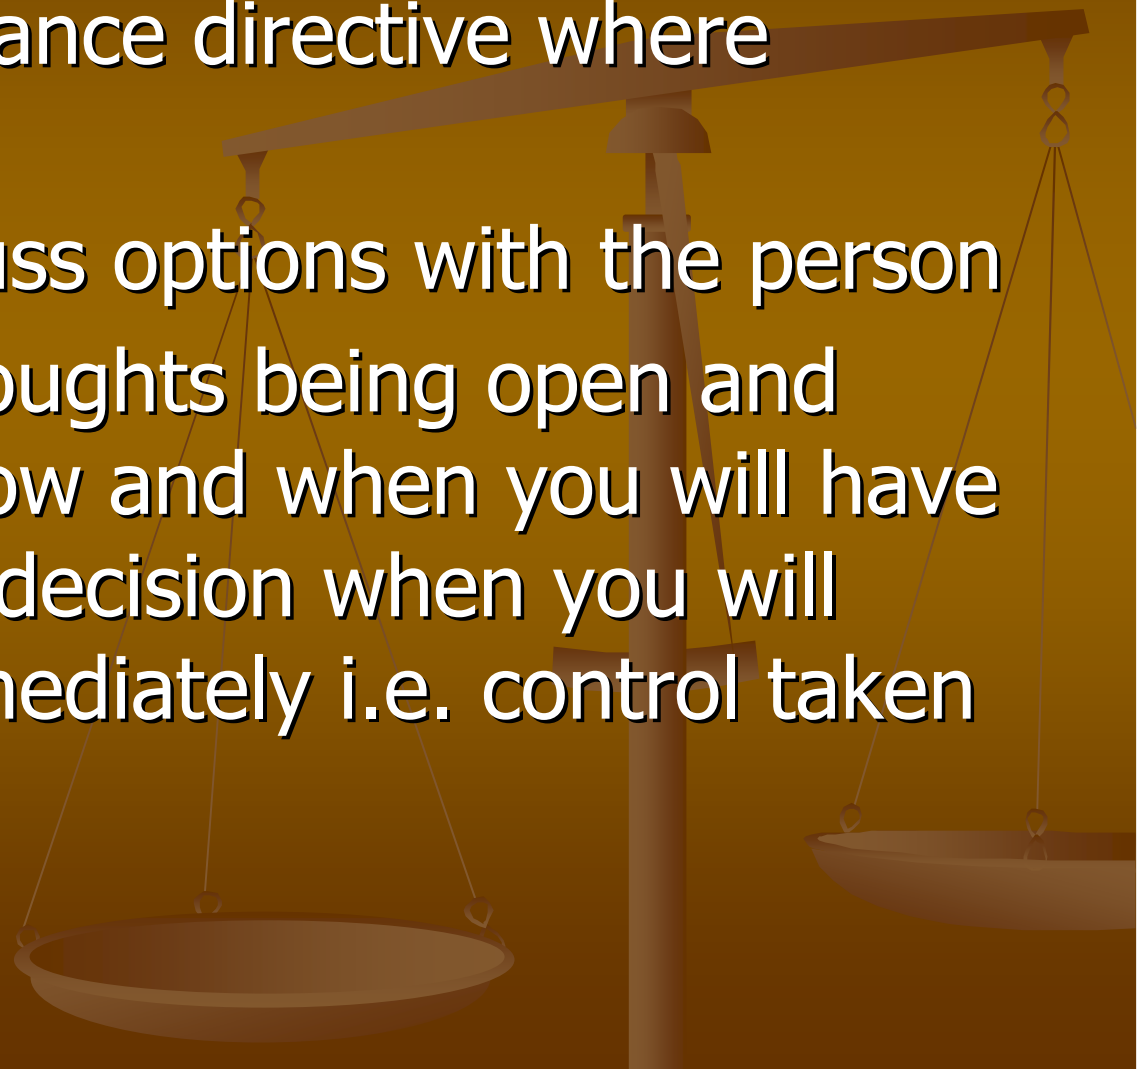 ance directive where
uss options with the person
oughts being open and
ow and when you will have
decision when you will
mediately i.e. control taken